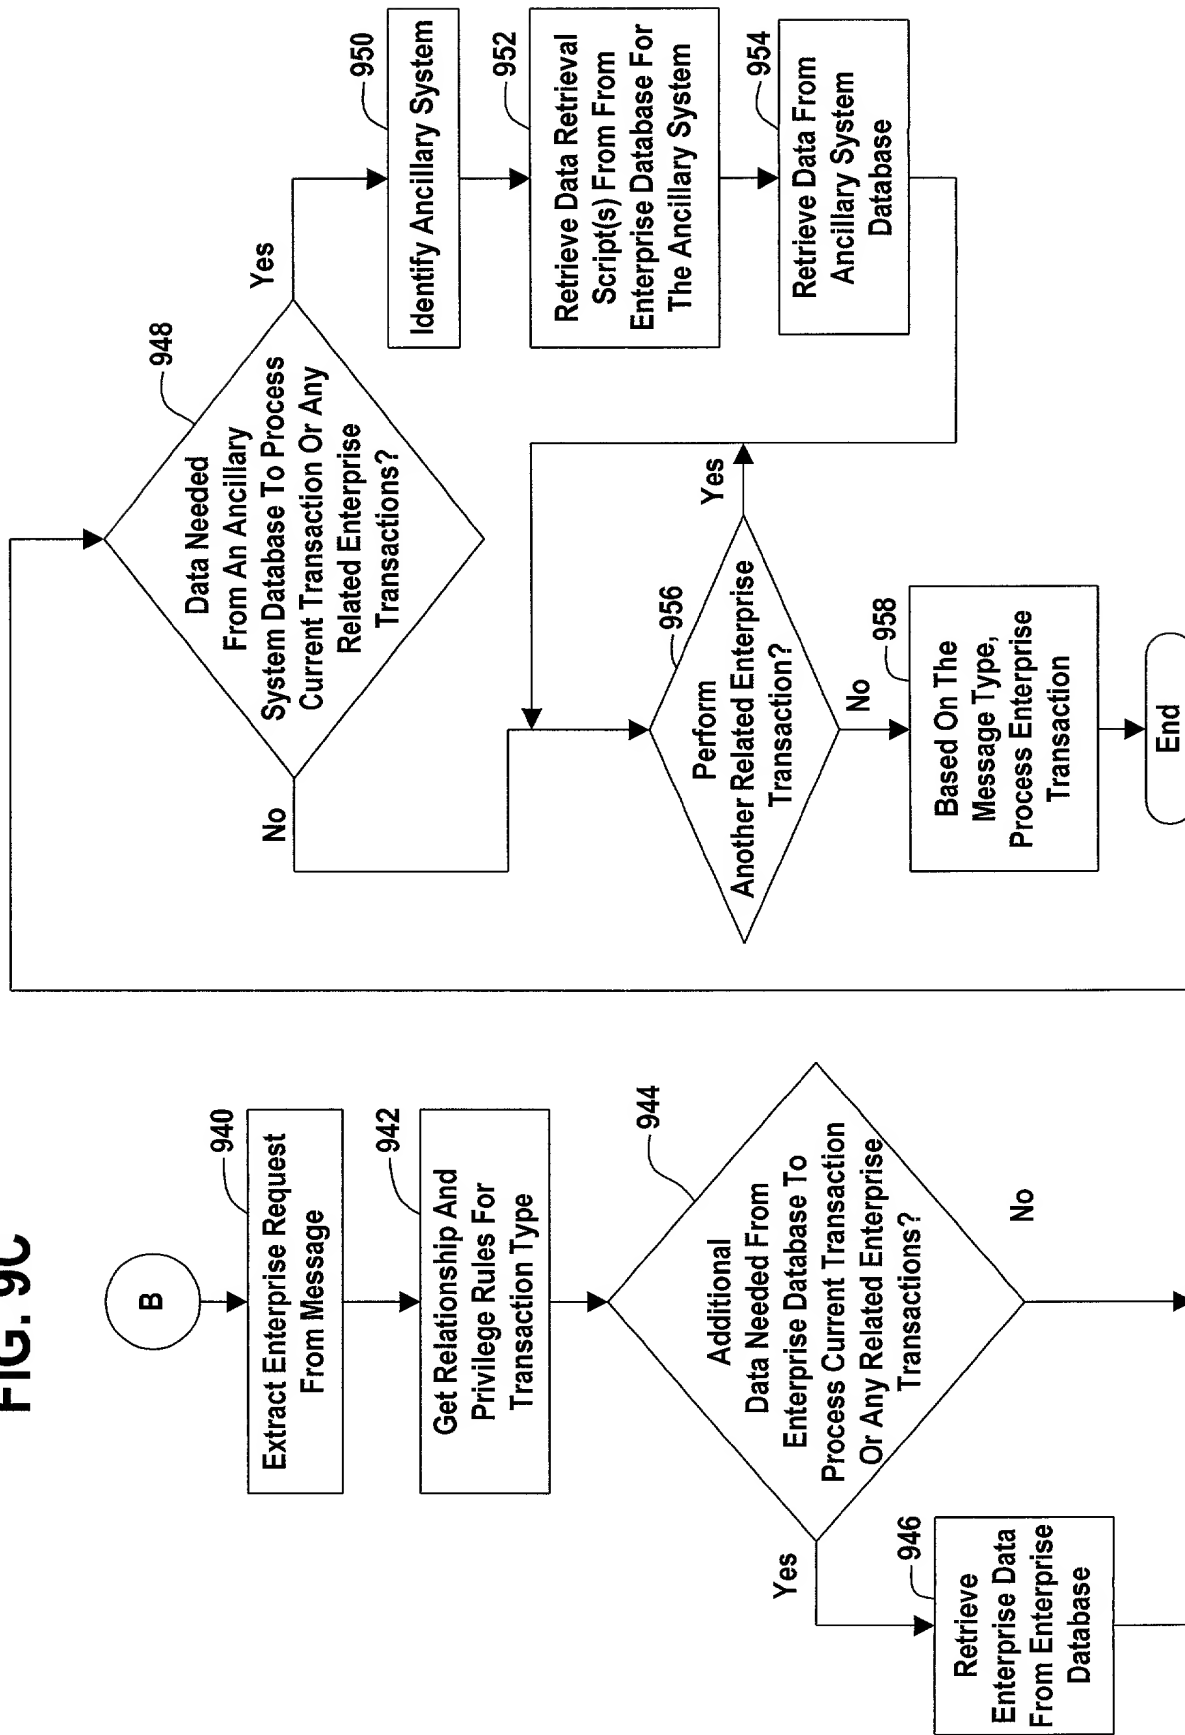 FIG. 9C
B
940
Extract Enterprise Request
From Message
942
Get Relationship And
Privilege Rules For
Transaction Type
944
Additional
Data Needed From
Enterprise Database To
Process Current Transaction
Or Any Related Enterprise
Transactions?
Yes
No
946
Retrieve
Enterprise Data
From Enterprise
Database
948
Data Needed
From An Ancillary
System Database To Process
Current Transaction Or Any
Related Enterprise
Transactions?
Yes
No
950
Identify Ancillary System
952
Retrieve Data Retrieval
Script(s) From From
Enterprise Database For
The Ancillary System
954
Retrieve Data From
Ancillary System
Database
956
Perform
Another Related Enterprise
Transaction?
Yes
No
958
Based On The
Message Type,
Process Enterprise
Transaction
End